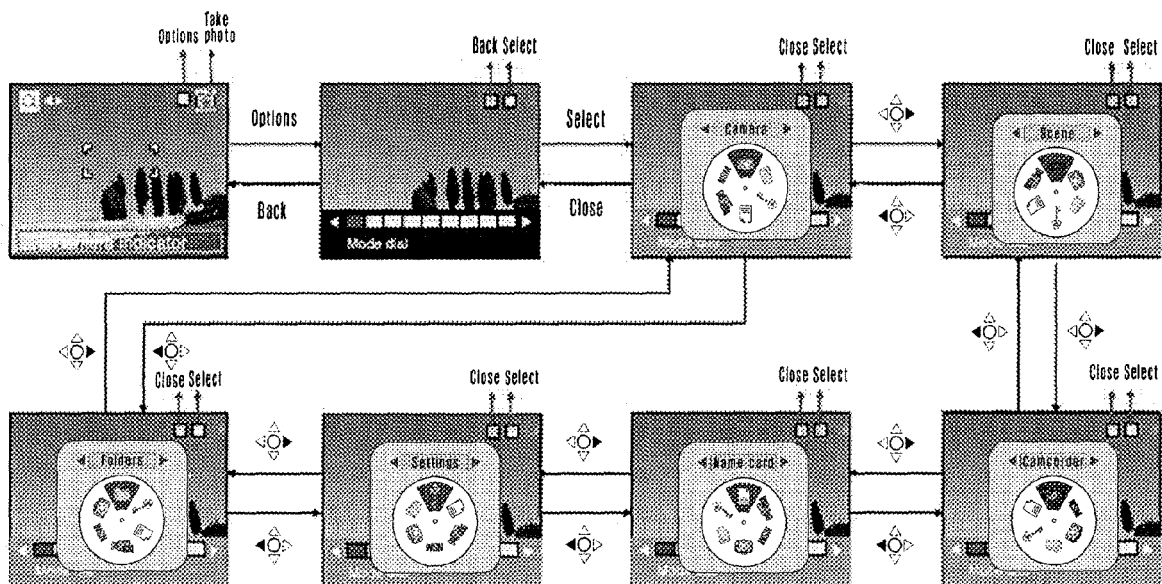 Options
Take photo
Back Select
Close Select
Close Select
Options
Back
Select
Close
Mode dial
Camera
Scene
Close Select
Close Select
Close Select
Close Select
Folders
Settings
Name card
Camcorder